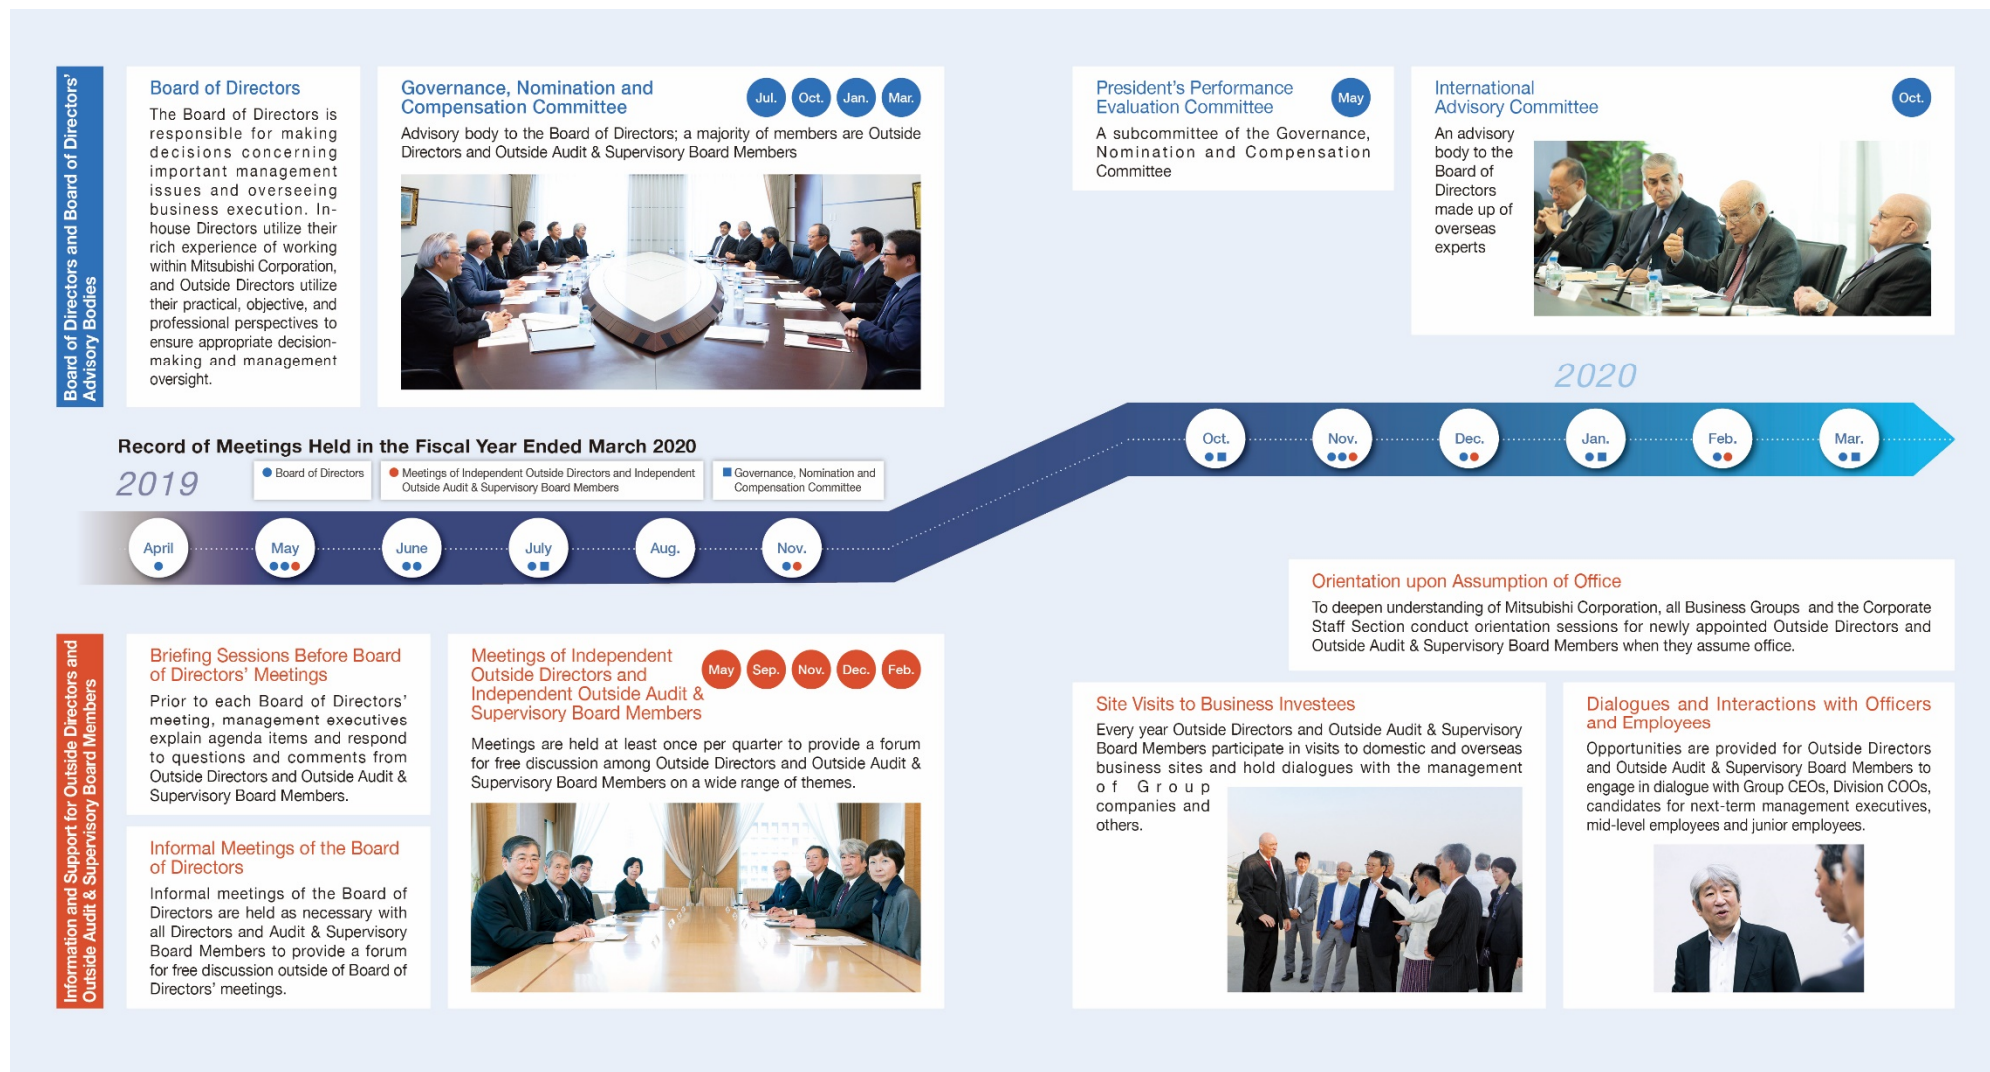 Board of Directors and Board of Directors'
Advisory Bodies
Board of Directors
The Board of Directors is
responsible for making
decisions concerning
important management
issues and overseeing
business execution. In-
house Directors utilize their
rich experience of working
within Mitsubishi Corporation,
and Outside Directors utilize
their practical, objective, and
professional perspectives to
ensure appropriate decision-
making and management
oversight.
Governance, Nomination and
Compensation Committee
Jul. Oct. Jan. Mar.
Advisory body to the Board of Directors; a majority of members are Outside
Directors and Outside Audit & Supervisory Board Members
President's Performance
Evaluation Committee
May
A subcommittee of the Governance,
Nomination and Compensation
Committee
International
Advisory Committee
Oct.
An advisory
body to the
Board of
Directors
made up of
overseas
experts
Record of Meetings Held in the Fiscal Year Ended March 2020
2019
Board of Directors
Meetings of Independent Outside Directors and Independent
Outside Audit & Supervisory Board Members
Governance, Nomination and
Compensation Committee
April May June July Aug. Nov.
2020
Oct. Nov. Dec. Jan. Feb. Mar.
Information and Support for Outside Directors and
Outside Audit & Supervisory Board Members
Briefing Sessions Before Board
of Directors' Meetings
Prior to each Board of Directors'
meeting, management executives
explain agenda items and respond
to questions and comments from
Outside Directors and Outside Audit &
Supervisory Board Members.
Informal Meetings of the Board
of Directors
Informal meetings of the Board of
Directors are held as necessary with
all Directors and Audit & Supervisory
Board Members to provide a forum
for free discussion outside of Board of
Directors' meetings.
Meetings of Independent
Outside Directors and
Independent Outside Audit &
Supervisory Board Members
May Sep. Nov. Dec. Feb.
Meetings are held at least once per quarter to provide a forum
for free discussion among Outside Directors and Outside Audit &
Supervisory Board Members on a wide range of themes.
Orientation upon Assumption of Office
To deepen understanding of Mitsubishi Corporation, all Business Groups and the Corporate
Staff Section conduct orientation sessions for newly appointed Outside Directors and
Outside Audit & Supervisory Board Members when they assume office.
Site Visits to Business Investees
Every year Outside Directors and Outside Audit & Supervisory
Board Members participate in visits to domestic and overseas
business sites and hold dialogues with the management
of Group
companies and
others.
Dialogues and Interactions with Officers
and Employees
Opportunities are provided for Outside Directors
and Outside Audit & Supervisory Board Members to
engage in dialogue with Group CEOs, Division COOs,
candidates for next-term management executives,
mid-level employees and junior employees.